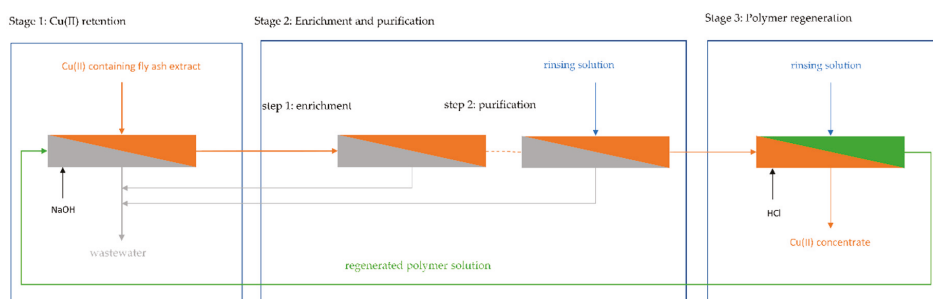 Stage 1: Cu(II) retention
Stage 2: Enrichment and purification
Stage 3: Polymer regeneration
Cu(II) containing fly ash extract
rinsing solution
rinsing solution
step 1: enrichment
step 2: purification
NaOH
HCl
wastewater
Cu(II) concentrate
regenerated polymer solution